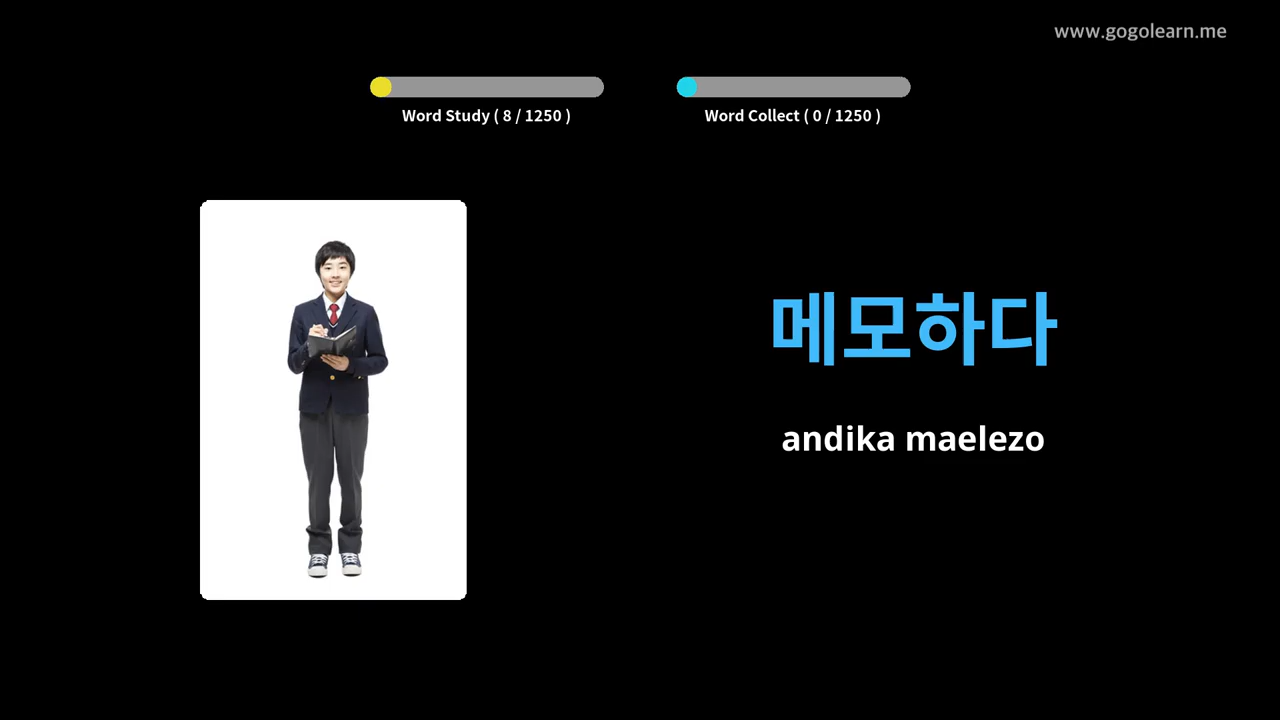 www.gogolearn.me
Word Study ( 8 / 1250 )
Word Collect ( 0 / 1250 )
메모하다
andika maelezo